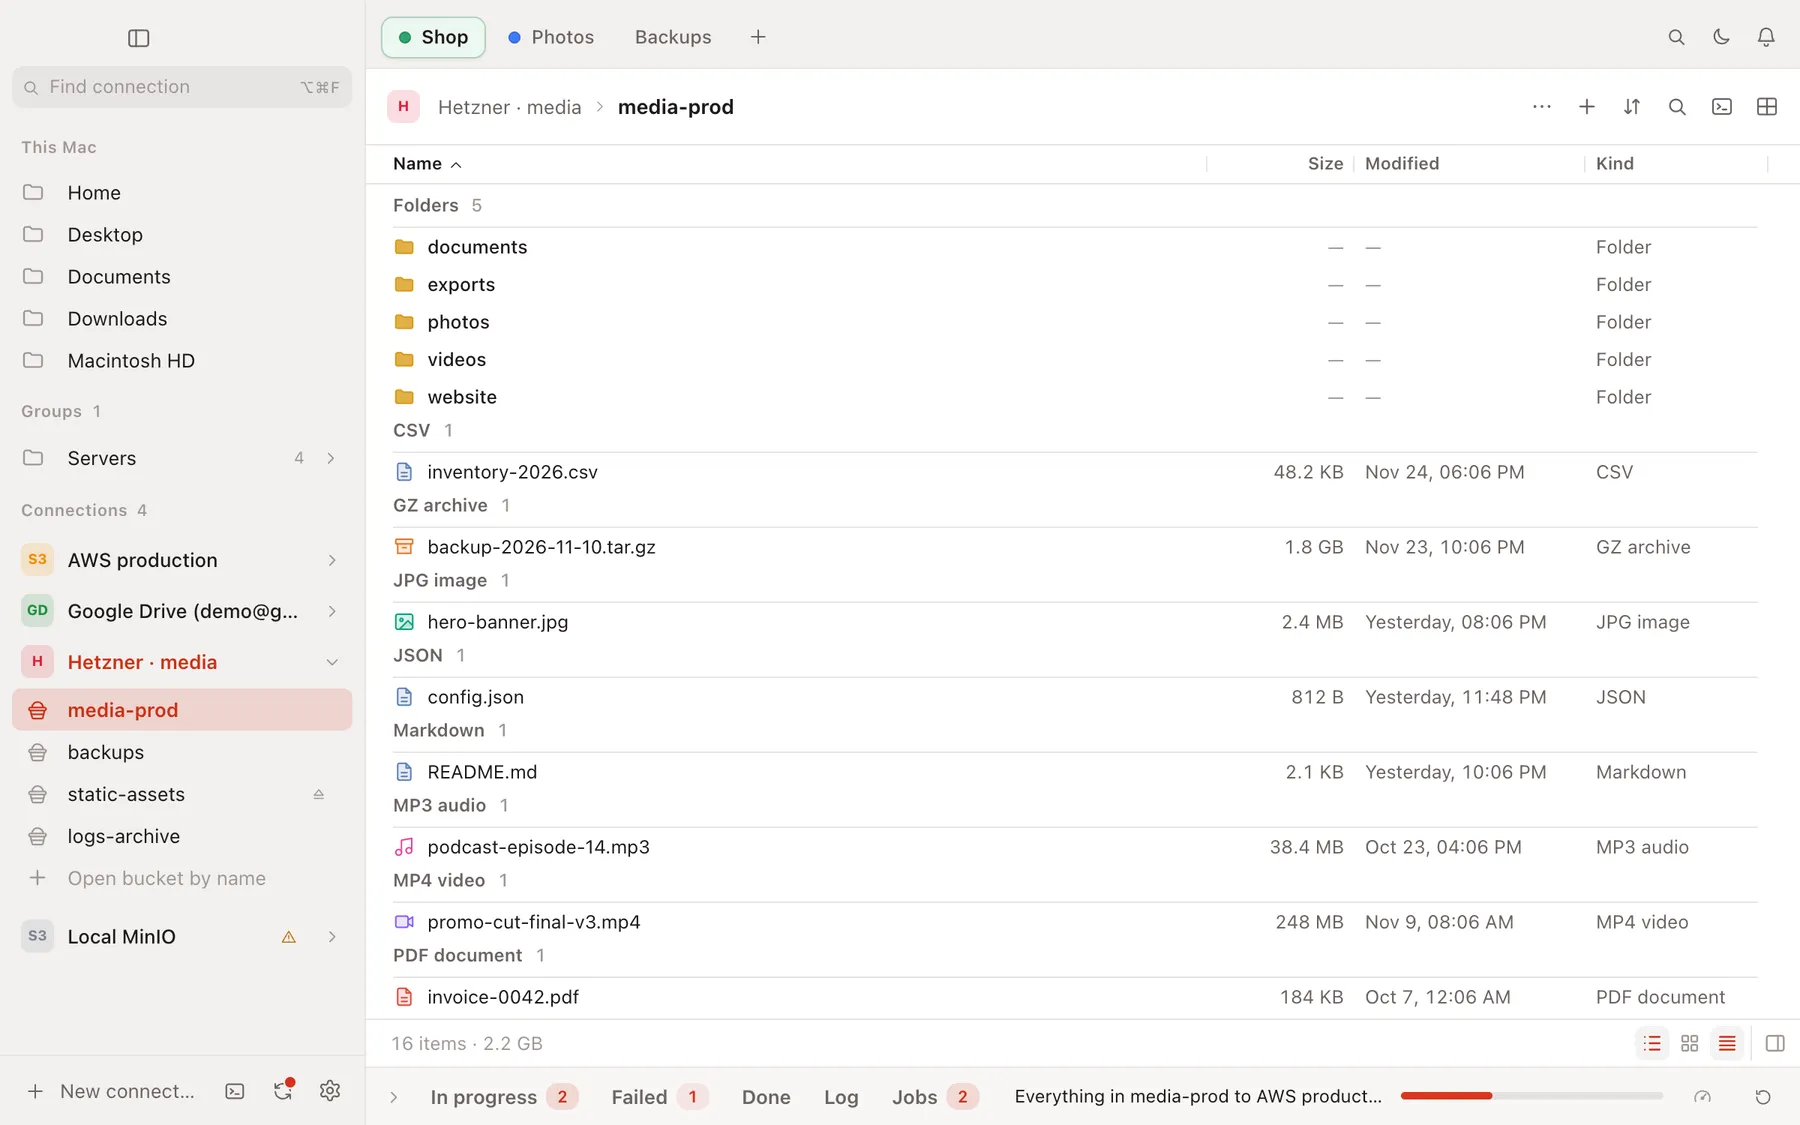 Shop
Photos
Backups
Find connection ⌥⌘F
This Mac
Home
Desktop
Documents
Downloads
Macintosh HD
Groups 1
Servers 4
Connections 4
S3 AWS production
GD Google Drive (demo@g...
H Hetzner · media
media-prod
backups
static-assets
logs-archive
Open bucket by name
S3 Local MinIO
New connect...
H Hetzner · media media-prod
Name Size Modified Kind
Folders 5
documents — — Folder
exports — — Folder
photos — — Folder
videos — — Folder
website — — Folder
CSV 1
inventory-2026.csv 48.2 KB Nov 24, 06:06 PM CSV
GZ archive 1
backup-2026-11-10.tar.gz 1.8 GB Nov 23, 10:06 PM GZ archive
JPG image 1
hero-banner.jpg 2.4 MB Yesterday, 08:06 PM JPG image
JSON 1
config.json 812 B Yesterday, 11:48 PM JSON
Markdown 1
README.md 2.1 KB Yesterday, 10:06 PM Markdown
MP3 audio 1
podcast-episode-14.mp3 38.4 MB Oct 23, 04:06 PM MP3 audio
MP4 video 1
promo-cut-final-v3.mp4 248 MB Nov 9, 08:06 AM MP4 video
PDF document 1
invoice-0042.pdf 184 KB Oct 7, 12:06 AM PDF document
16 items · 2.2 GB
In progress 2 Failed 1 Done Log Jobs 2 Everything in media-prod to AWS product...